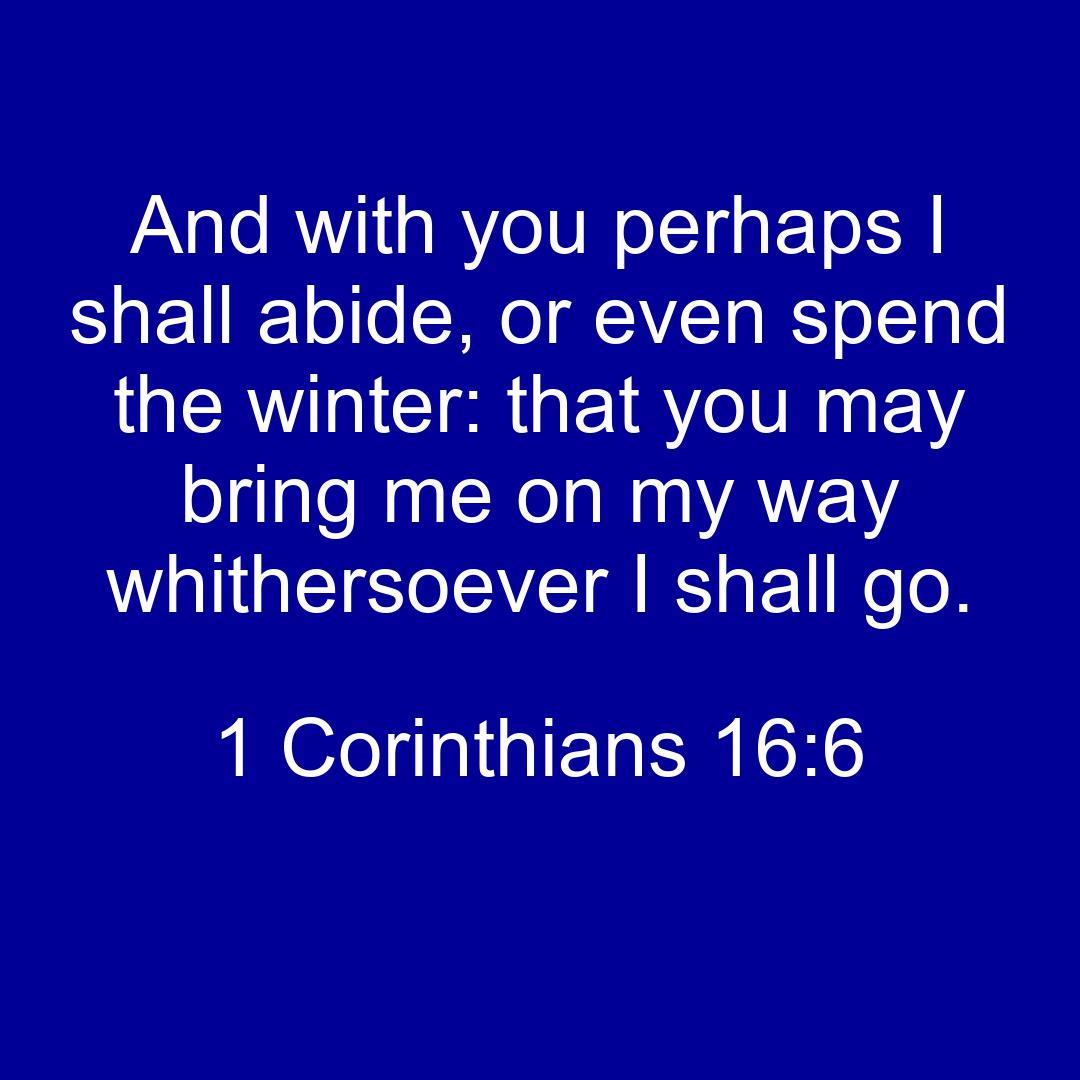 And with you perhaps I
shall abide, or even spend
the winter: that you may
bring me on my way
whithersoever I shall go.
1 Corinthians 16:6